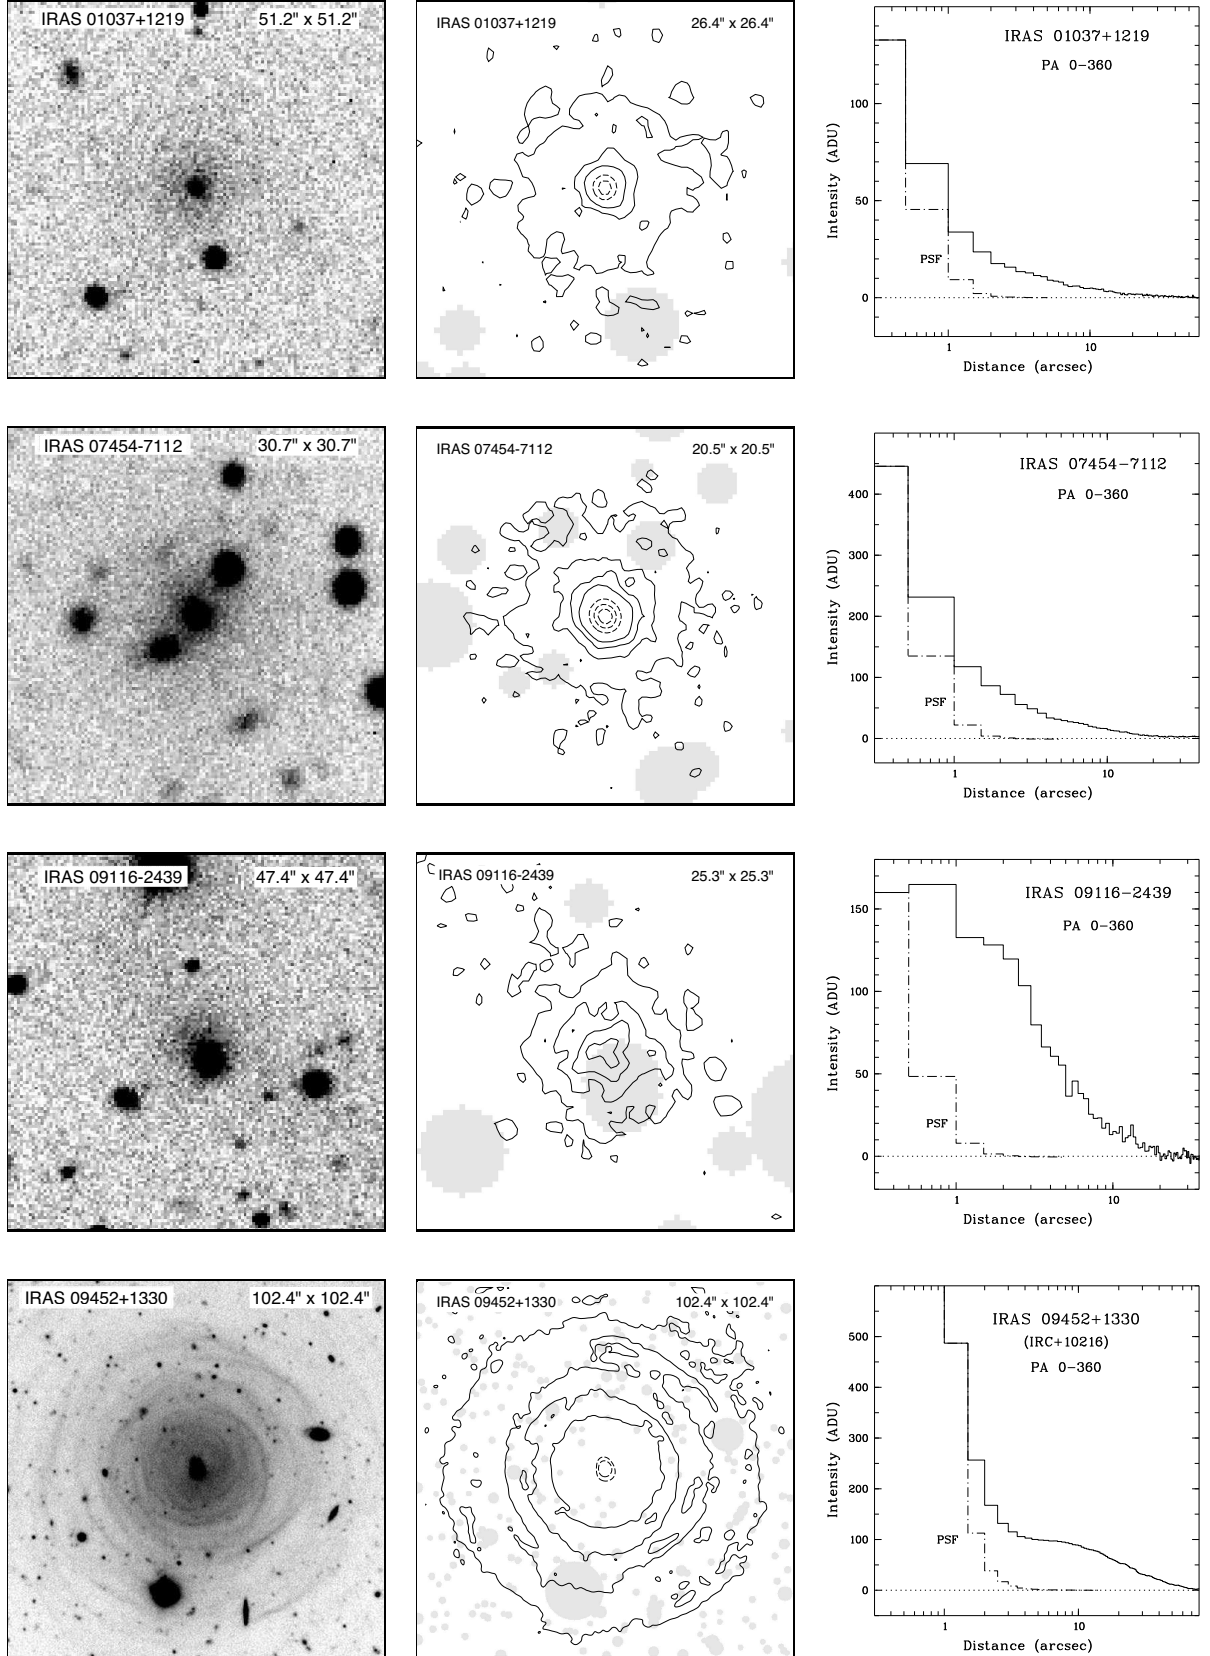 IRAS 01037+1219 51.2" x 51.2"
IRAS 01037+1219 26.4" x 26.4"
IRAS 01037+1219
PA 0-360
PSF
Intensity (ADU)
100
50
0
1 10
Distance (arcsec)
IRAS 07454-7112 30.7" x 30.7"
IRAS 07454-7112 20.5" x 20.5"
IRAS 07454-7112
PA 0-360
PSF
Intensity (ADU)
400
300
200
100
0
1 10
Distance (arcsec)
IRAS 09116-2439 47.4" x 47.4"
IRAS 09116-2439 25.3" x 25.3"
IRAS 09116-2439
PA 0-360
PSF
Intensity (ADU)
150
100
50
0
1 10
Distance (arcsec)
IRAS 09452+1330 102.4" x 102.4"
IRAS 09452+1330 102.4" x 102.4"
IRAS 09452+1330
(IRC+10216)
PA 0-360
PSF
Intensity (ADU)
500
400
300
200
100
0
1 10
Distance (arcsec)